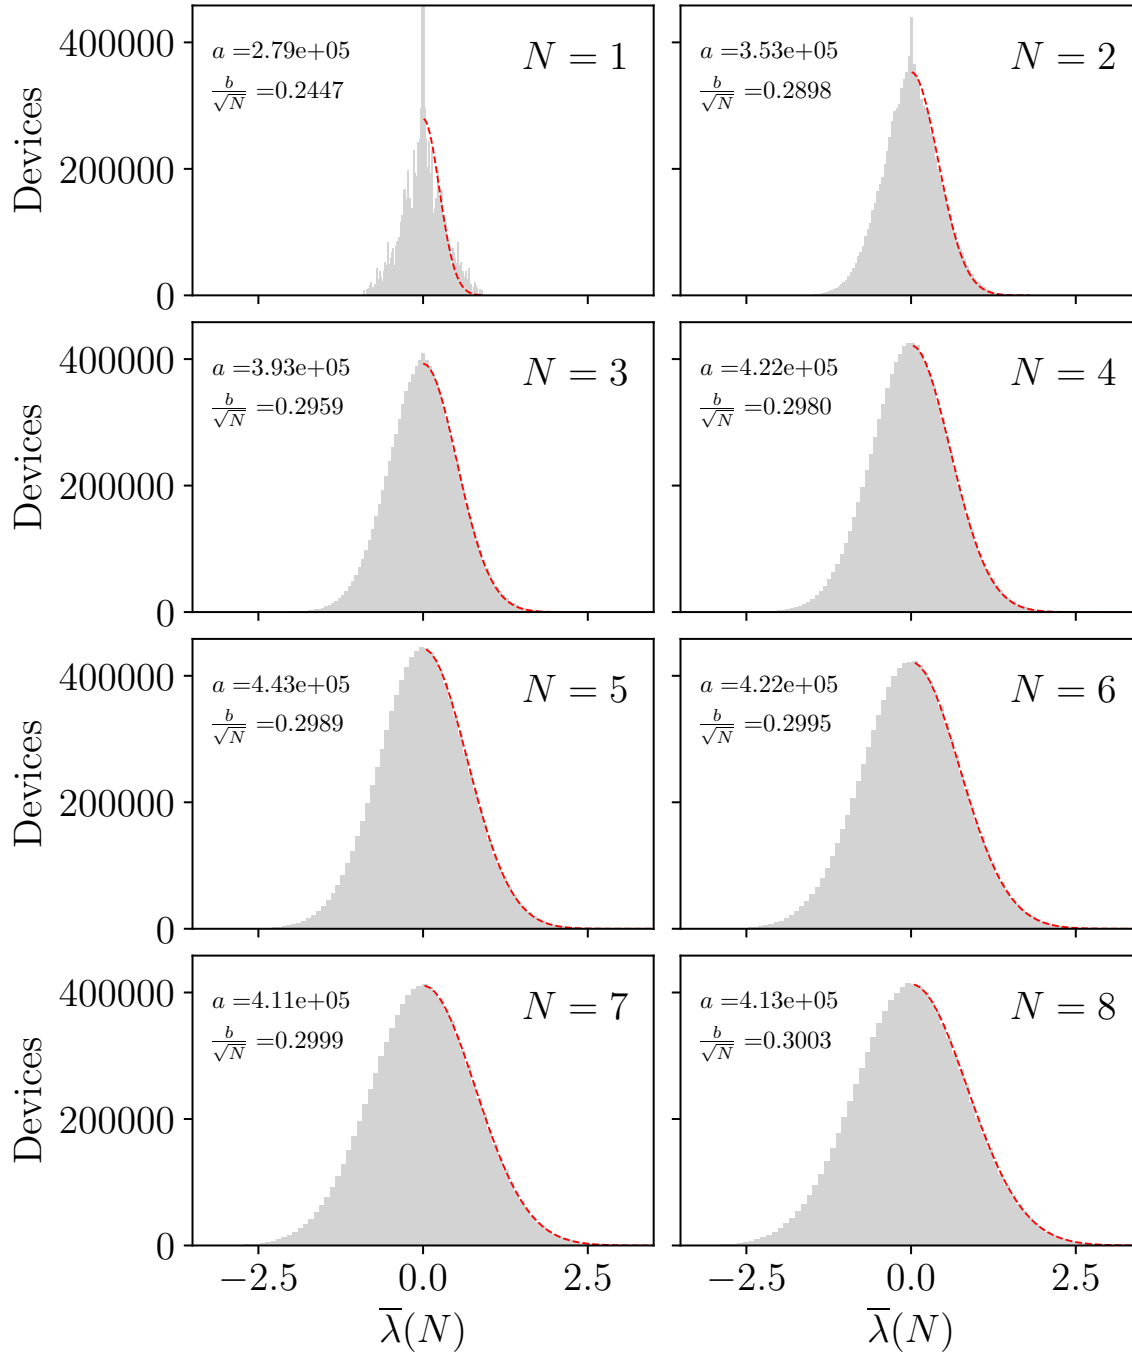 400000
200000
0
Devices
a =2.79e+05
b/√N =0.2447
N = 1
a =3.53e+05
b/√N =0.2898
N = 2
400000
200000
0
Devices
a =3.93e+05
b/√N =0.2959
N = 3
a =4.22e+05
b/√N =0.2980
N = 4
400000
200000
0
Devices
a =4.43e+05
b/√N =0.2989
N = 5
a =4.22e+05
b/√N =0.2995
N = 6
400000
200000
0
Devices
a =4.11e+05
b/√N =0.2999
N = 7
a =4.13e+05
b/√N =0.3003
N = 8
−2.5 0.0 2.5
−2.5 0.0 2.5
λ̅(N)
λ̅(N)